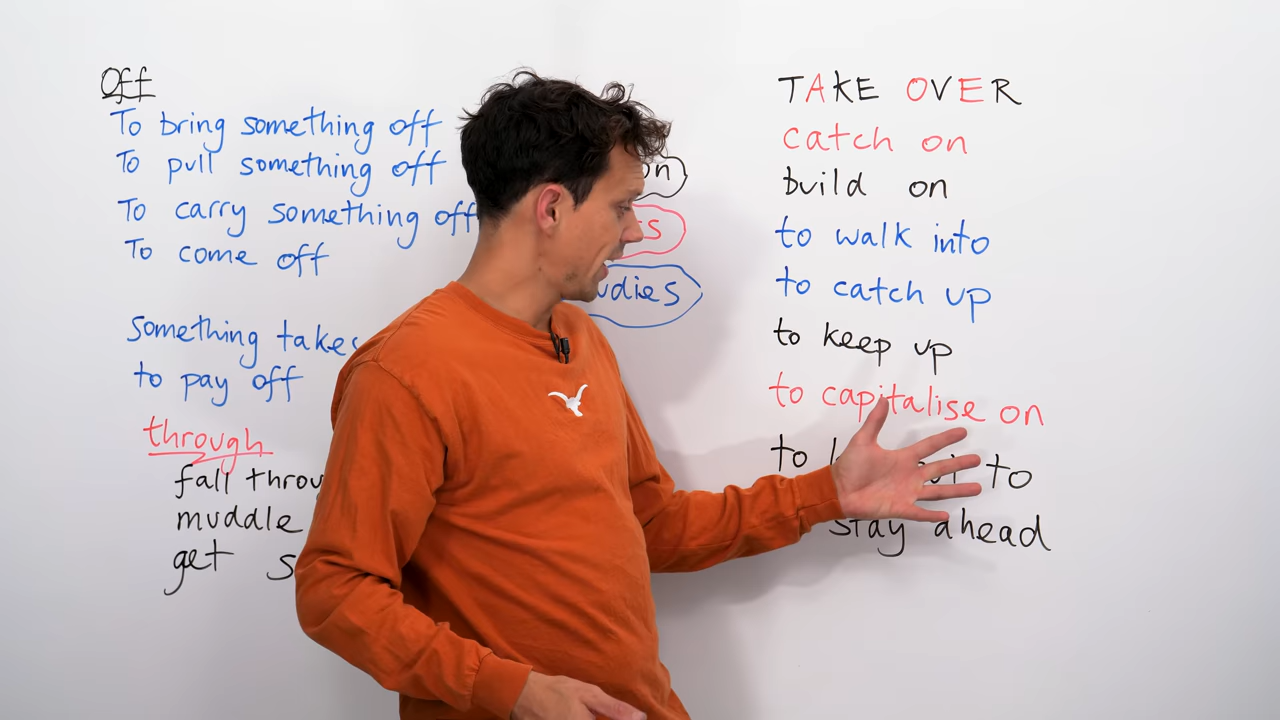 Off
To bring something off
To pull something off
To carry something off
To come off
something takes
to pay off
through
fall
muddle
get
on
TAKE OVER
catch on
build on
to walk into
to catch up
to keep up
to capitalise on
to to
stay ahead